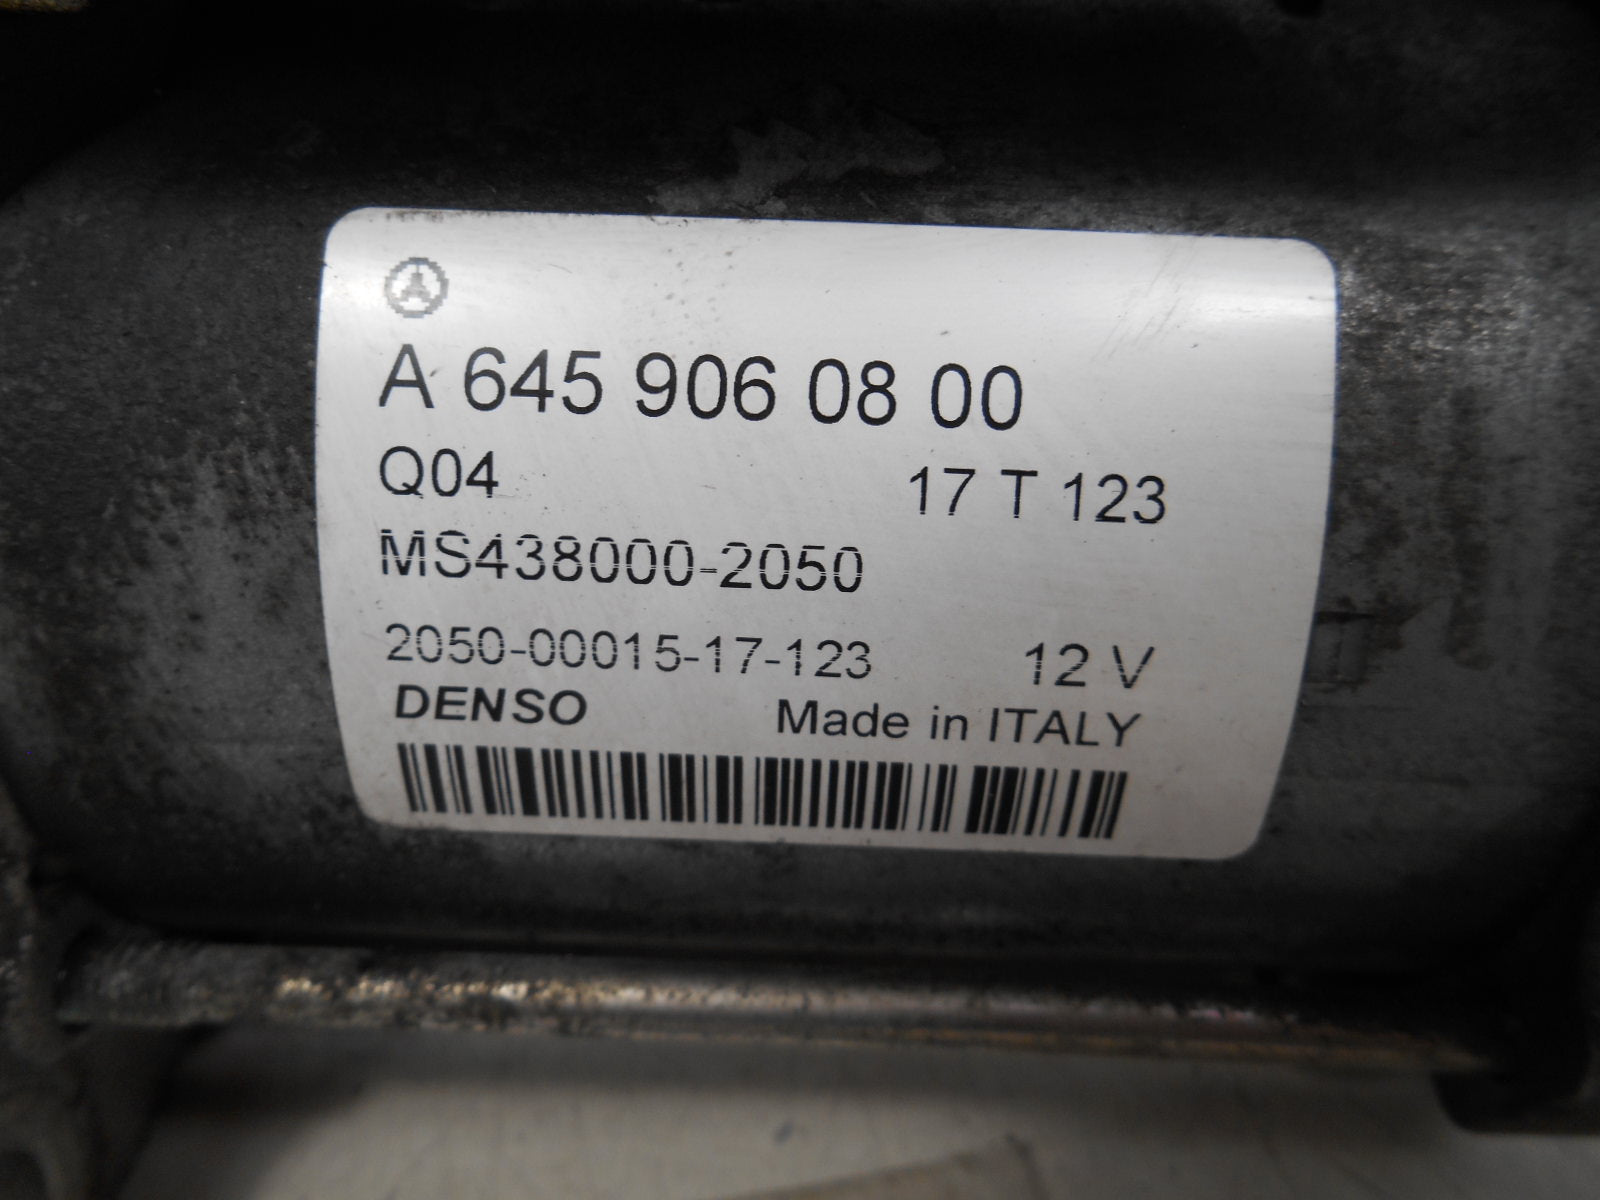 A 645 906 08 00
Q04 17 T 123
MS438000-2050
2050-00015-17-123 12 V
DENSO Made in ITALY